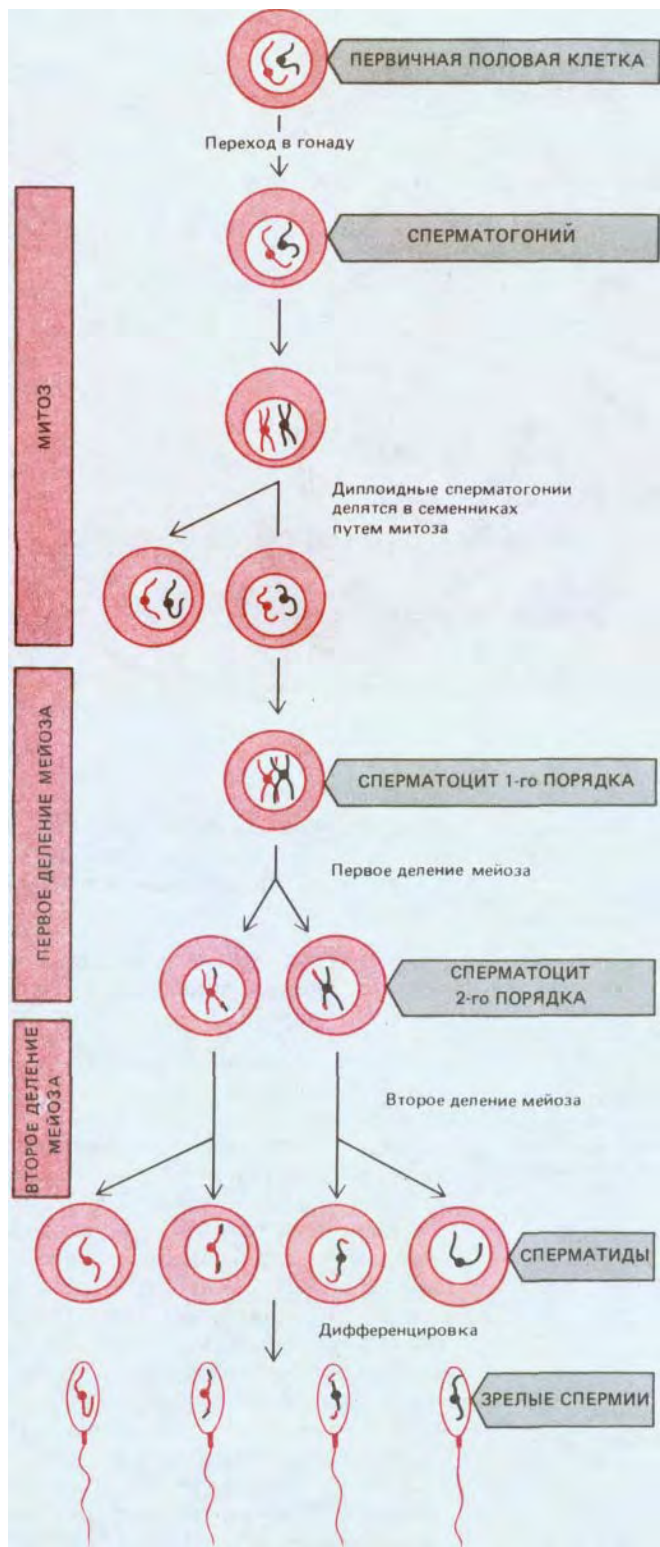 ПЕРВИЧНАЯ ПОЛОВАЯ КЛЕТКА
Переход в гонаду
СПЕРМАТОГОНИЙ
МИТОЗ
Диплоидные сперматогонии
делятся в семенниках
путем митоза
ПЕРВОЕ ДЕЛЕНИЕ МЕЙОЗА
СПЕРМАТОЦИТ 1-го ПОРЯДКА
Первое деление мейоза
СПЕРМАТОЦИТ
2-го ПОРЯДКА
ВТОРОЕ ДЕЛЕНИЕ
МЕЙОЗА
Второе деление мейоза
СПЕРМАТИДЫ
Дифференцировка
ЗРЕЛЫЕ СПЕРМИИ